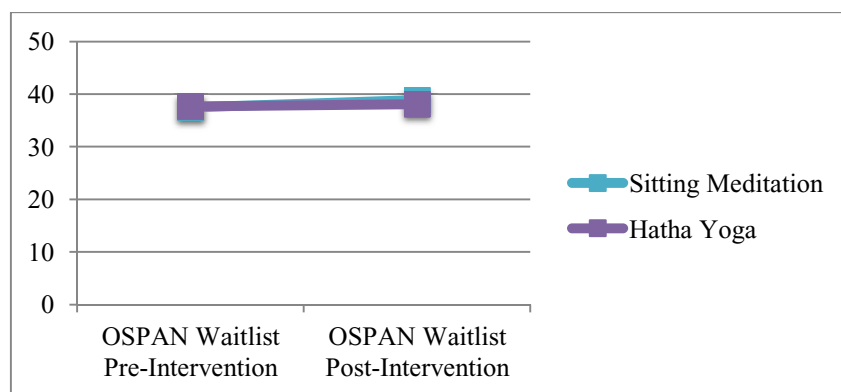 50
40
30
20
10
0
OSPAN Waitlist
Pre-Intervention
OSPAN Waitlist
Post-Intervention
Sitting Meditation
Hatha Yoga